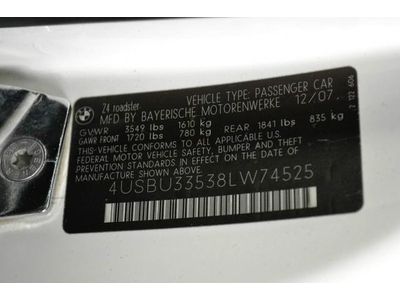 Z4 roadster VEHICLE TYPE: PASSENGER CAR
MFD BY BAYERISCHE MOTORENWERKE 12/07
GVWR 3549 lbs 1610 kg
GAWR FRONT 1720 lbs 780 kg REAR 1841 lbs 835 kg
THIS VEHICLE CONFORMS TO ALL APPLICABLE
FEDERAL MOTOR VEHICLE SAFETY, BUMPER AND THEFT
PREVENTION STANDARDS IN EFFECT ON THE DATE OF
MANUFACTURE SHOWN ABOVE.
4USBU33538LW74525